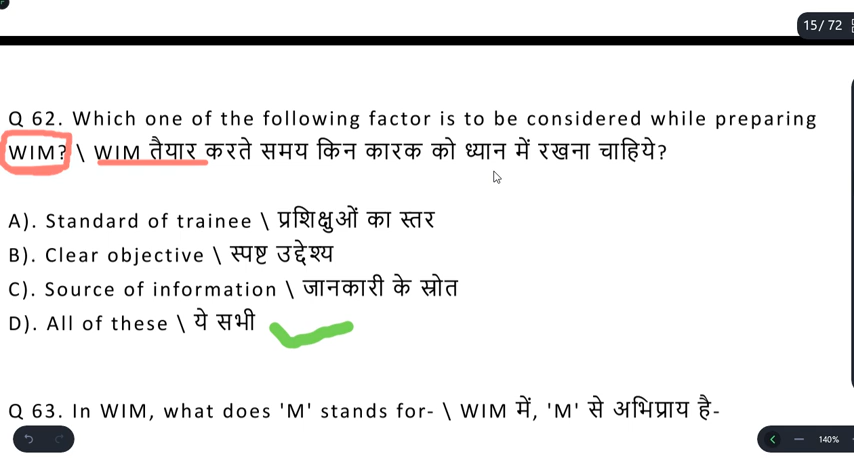 15/ 72
Q 62. Which one of the following factor is to be considered while preparing
WIM? \ WIM तैयार करते समय किन कारक को ध्यान में रखना चाहिये?
A). Standard of trainee \ प्रशिक्षुओं का स्तर
B). Clear objective \ स्पष्ट उद्देश्य
C). Source of information \ जानकारी के स्रोत
D). All of these \ ये सभी
Q 63. In WIM, what does 'M' stands for- \ WIM में, 'M' से अभिप्राय है-
140%